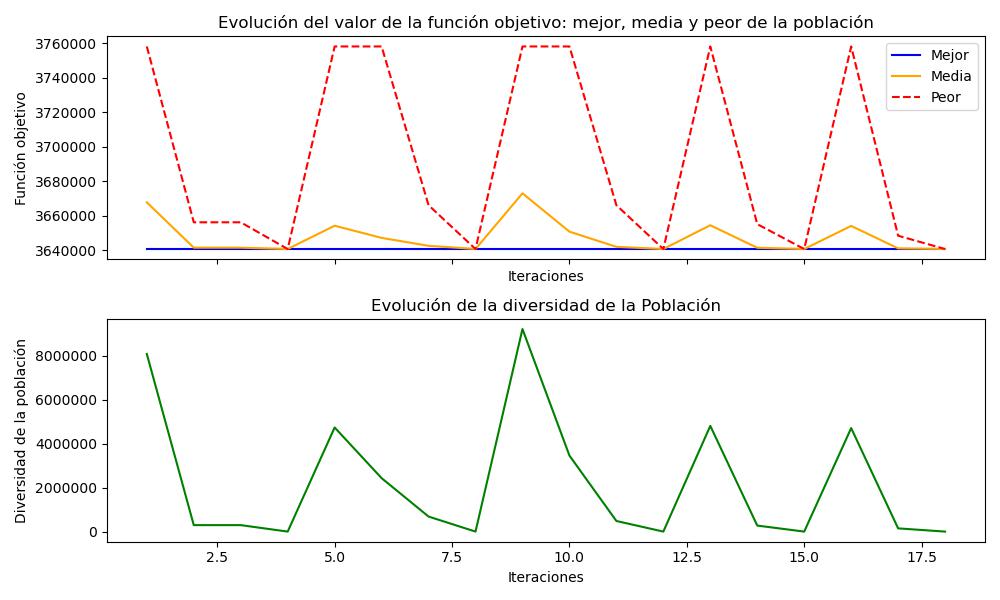 Evolución del valor de la función objetivo: mejor, media y peor de la población
3760000
3740000
3720000
3700000
3680000
3660000
3640000
Función objetivo
Mejor
Media
Peor
Iteraciones
Evolución de la diversidad de la Población
8000000
6000000
4000000
2000000
0
Diversidad de la población
2.5 5.0 7.5 10.0 12.5 15.0 17.5
Iteraciones